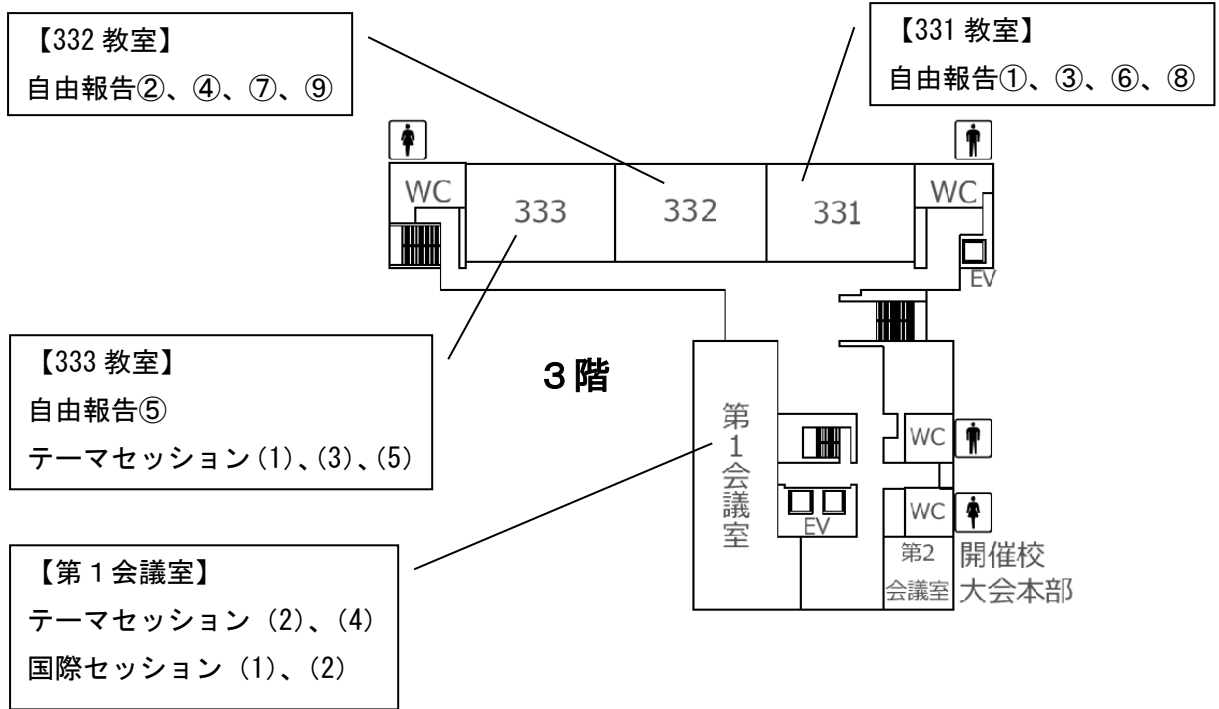 【332 教室】
自由報告②、④、⑦、⑨
【331 教室】
自由報告①、③、⑥、⑧
WC
333
332
331
WC
EV
【333 教室】
自由報告⑤
テーマセッション(1)、(3)、(5)
3階
第1会議室
WC
WC
EV
第2
会議室
開催校
大会本部
【第1会議室】
テーマセッション (2)、(4)
国際セッション (1)、(2)